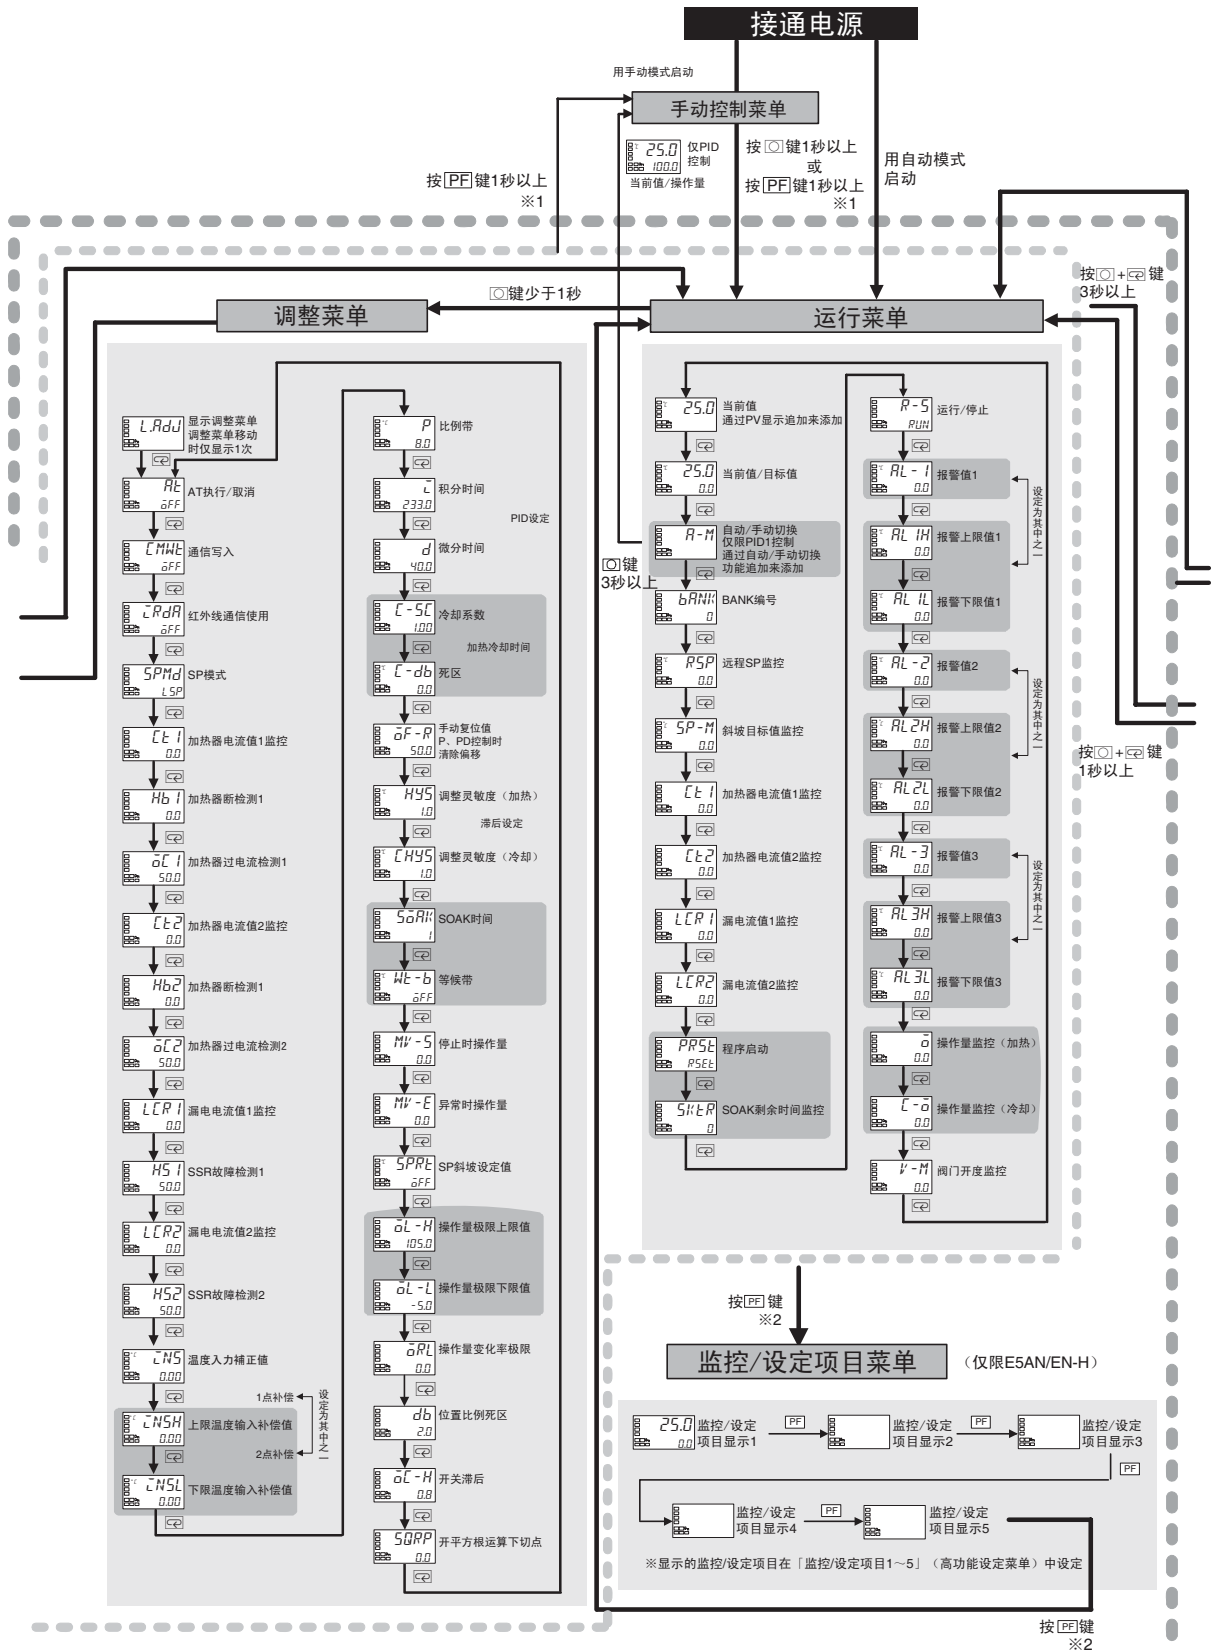 接通电源
用手动模式启动
手动控制菜单
25.0
100.0
仅PID
控制
当前值/操作量
按PF键1秒以上
※1
按键1秒以上
或
按PF键1秒以上
※1
用自动模式
启动
按+键
3秒以上
键少于1秒
调整菜单
运行菜单
L.AdJ
显示调整菜单
调整菜单移动
时仅显示1次
At
oFF
AT执行/取消
CMWt
oFF
通信写入
iRdA
oFF
红外线通信使用
SPMd
LSP
SP模式
Ct1
0.0
加热器电流值1监控
Hb1
0.0
加热器断检测1
oC1
50.0
加热器过电流检测1
Ct2
0.0
加热器电流值2监控
Hb2
0.0
加热器断检测1
oC2
50.0
加热器过电流检测2
LCR1
0.0
漏电电流值1监控
HS1
50.0
SSR故障检测1
LCR2
0.0
漏电电流值2监控
HS2
50.0
SSR故障检测2
iNS
0.00
温度入力補正値
1点补偿
iNSH
0.00
上限温度输入补偿值
2点补偿
设定为其中之一
iNSL
0.00
下限温度输入补偿值
P
8.0
比例带
i
233.0
积分时间
PID设定
d
40.0
微分时间
C-SC
1.00
冷却系数
加热冷却时间
C-db
0.0
死区
oF-R
50.0
手动复位值
P、PD控制时
清除偏移
HYS
1.0
调整灵敏度（加热）
滞后设定
CHYS
1.0
调整灵敏度（冷却）
SoAK
1
SOAK时间
Wt-b
oFF
等候带
MV-S
0.0
停止时操作量
MV-E
0.0
异常时操作量
SPRt
oFF
SP斜坡设定值
oL-H
105.0
操作量极限上限值
oL-L
-5.0
操作量极限下限值
oRL
操作量变化率极限
db
2.0
位置比例死区
oC-H
0.8
开关滞后
SQRP
0.0
开平方根运算下切点
25.0
当前值
通过PV显示追加来添加
25.0
0.0
当前值/目标值
A-M
自动/手动切换
仅限PID1控制
通过自动/手动切换
功能追加来添加
键
3秒以上
bANK
0
BANK编号
RSP
0.0
远程SP监控
SP-M
0.0
斜坡目标值监控
Ct1
0.0
加热器电流值1监控
Ct2
0.0
加热器电流值2监控
LCR1
0.0
漏电流值1监控
LCR2
0.0
漏电流值2监控
PRSt
RSEt
程序启动
SKtR
0
SOAK剩余时间监控
R-S
RUN
运行/停止
AL-1
0.0
报警值1
AL1H
0.0
报警上限值1
AL1L
0.0
报警下限值1
设定为其中之一
AL-2
0.0
报警值2
AL2H
0.0
报警上限值2
AL2L
0.0
报警下限值2
设定为其中之一
AL-3
0.0
报警值3
AL3H
0.0
报警上限值3
AL3L
0.0
报警下限值3
设定为其中之一
o
0.0
操作量监控（加热）
C-o
0.0
操作量监控（冷却）
V-M
0.0
阀门开度监控
按+键
1秒以上
按PF键
※2
监控/设定项目菜单
（仅限E5AN/EN-H）
25.0
0.0
监控/设定
项目显示1
PF
监控/设定
项目显示2
PF
监控/设定
项目显示3
PF
监控/设定
项目显示4
PF
监控/设定
项目显示5
※显示的监控/设定项目在「监控/设定项目1～5」（高功能设定菜单）中设定
按PF键
※2